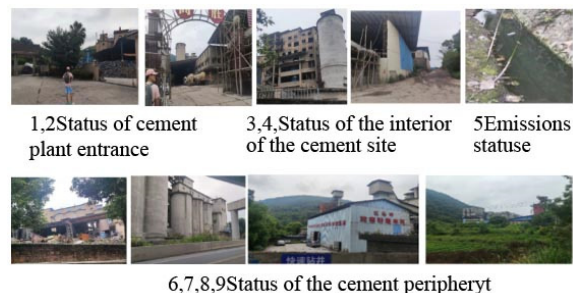 1,2Status of cement
plant entrance
3,4,Status of the interior
of the cement site
5Emissions
statuse
6,7,8,9Status of the cement peripheryt